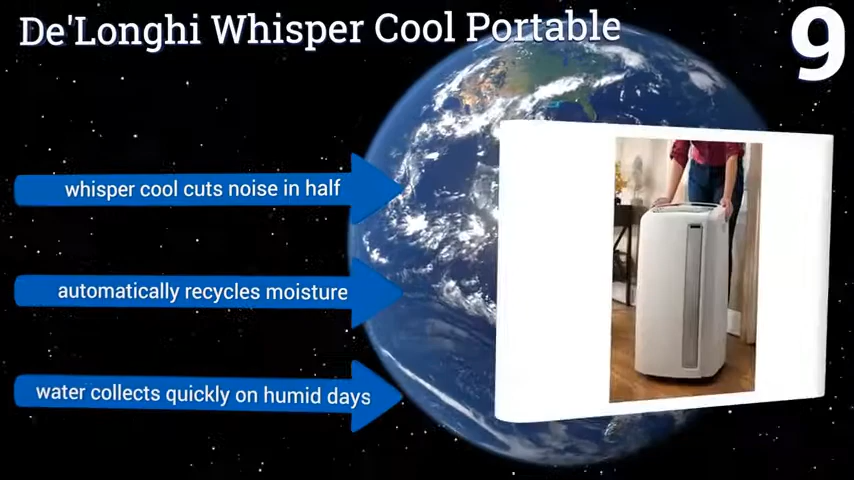 De'Longhi Whisper Cool Portable
9
whisper cool cuts noise in half
automatically recycles moisture
water collects quickly on humid days